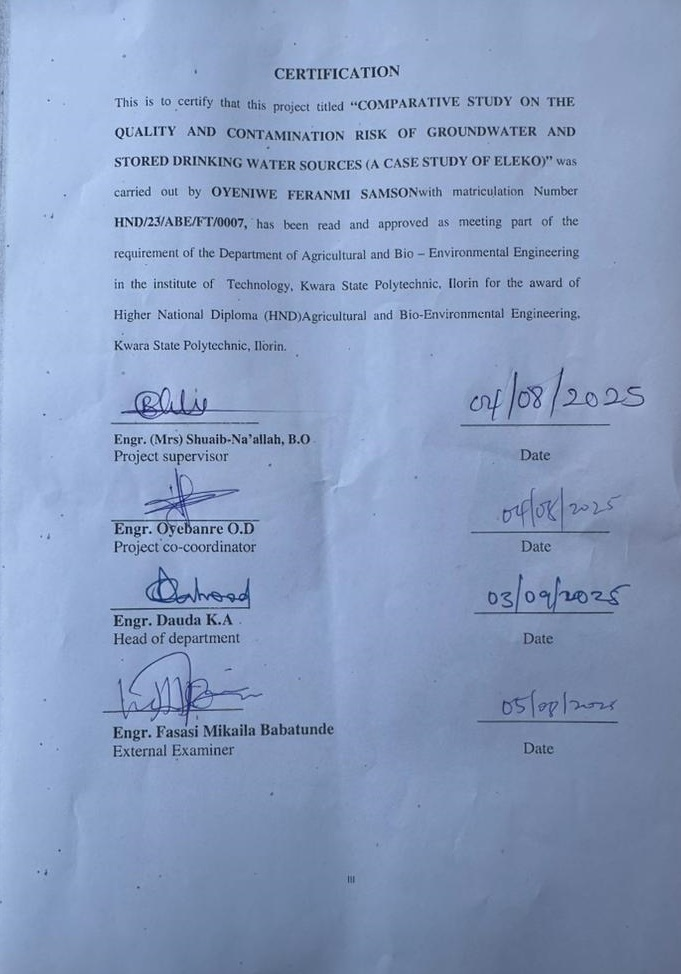 CERTIFICATION
This is to certify that this project titled “COMPARATIVE STUDY ON THE
QUALITY AND CONTAMINATION RISK OF GROUNDWATER AND
STORED DRINKING WATER SOURCES (A CASE STUDY OF ELEKO)” was
carried out by OYENIWE FERANMI SAMSONwith matriculation Number
HND/23/ABE/FT/0007, has been read and approved as meeting part of the
requirement of the Department of Agricultural and Bio – Environmental Engineering
in the institute of Technology, Kwara State Polytechnic, Ilorin for the award of
Higher National Diploma (HND)Agricultural and Bio-Environmental Engineering,
Kwara State Polytechnic, Ilorin.
04/08/2025
Engr. (Mrs) Shuaib-Na’allah, B.O
Project supervisor
Date
04/08/2025
Engr. Oyebanre O.D
Project co-coordinator
Date
03/09/2025
Engr. Dauda K.A
Head of department
Date
Engr. Fasasi Mikaila Babatunde
External Examiner
Date
III